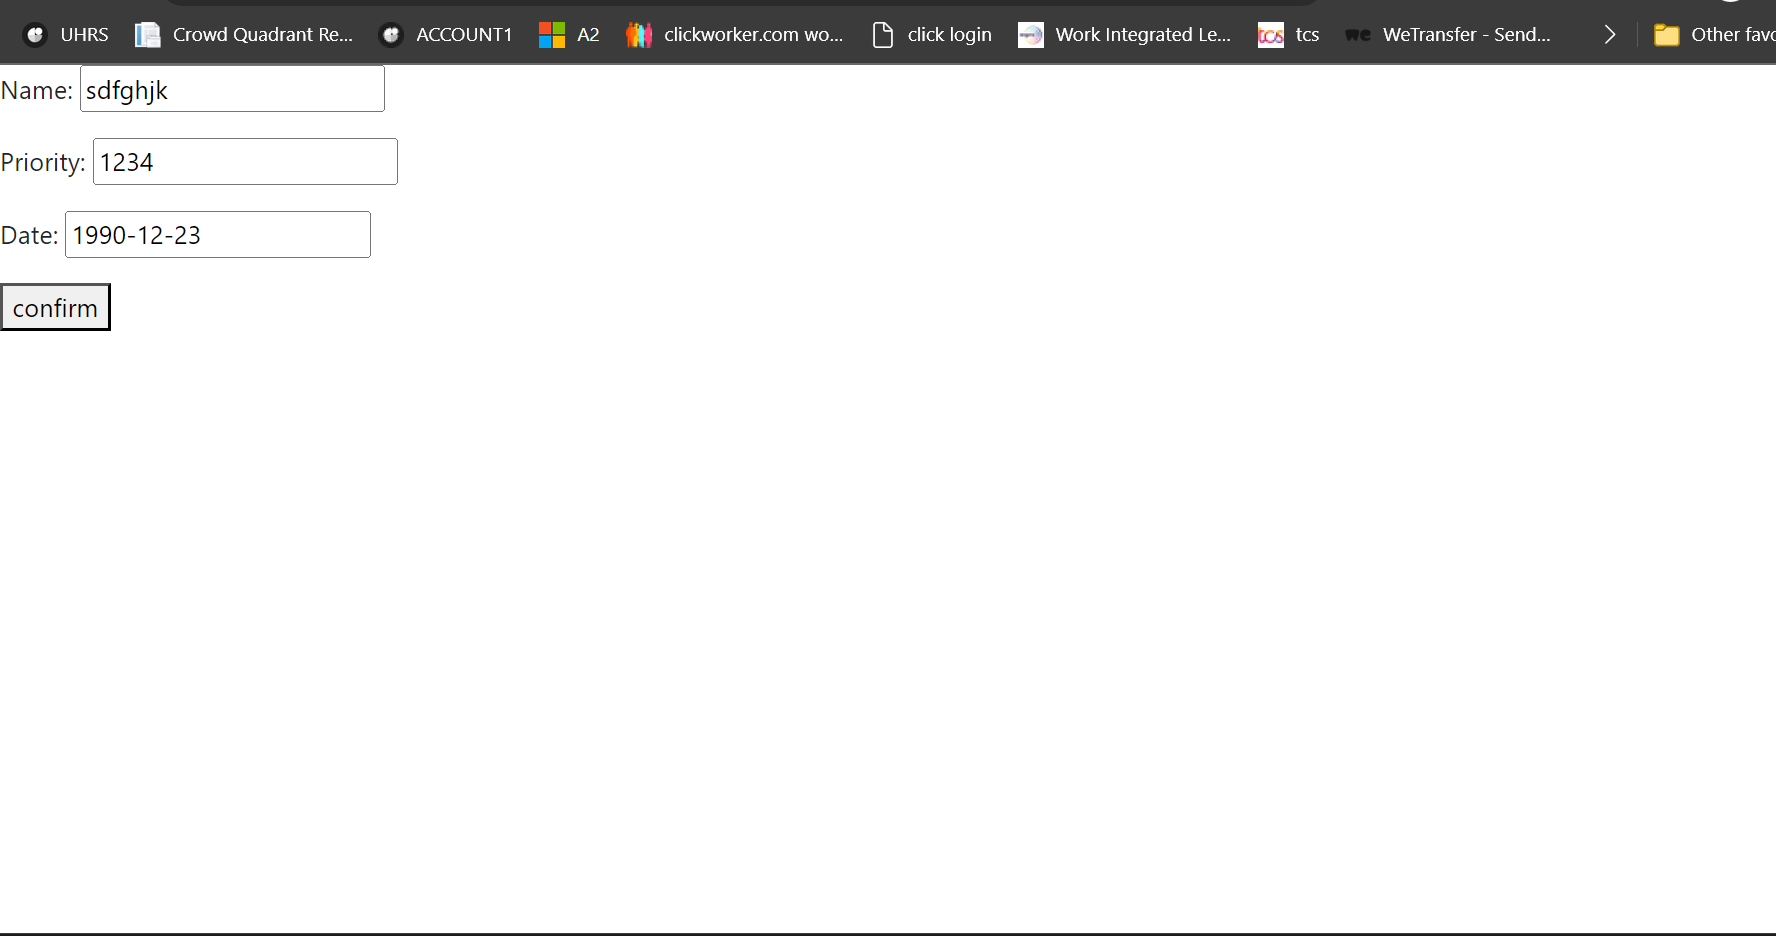 UHRS Crowd Quadrant Re... ACCOUNT1 A2 clickworker.com wo... click login Work Integrated Le... tcs tcs we WeTransfer - Send... Other favo
Name: sdfghjk
Priority: 1234
Date: 1990-12-23
confirm